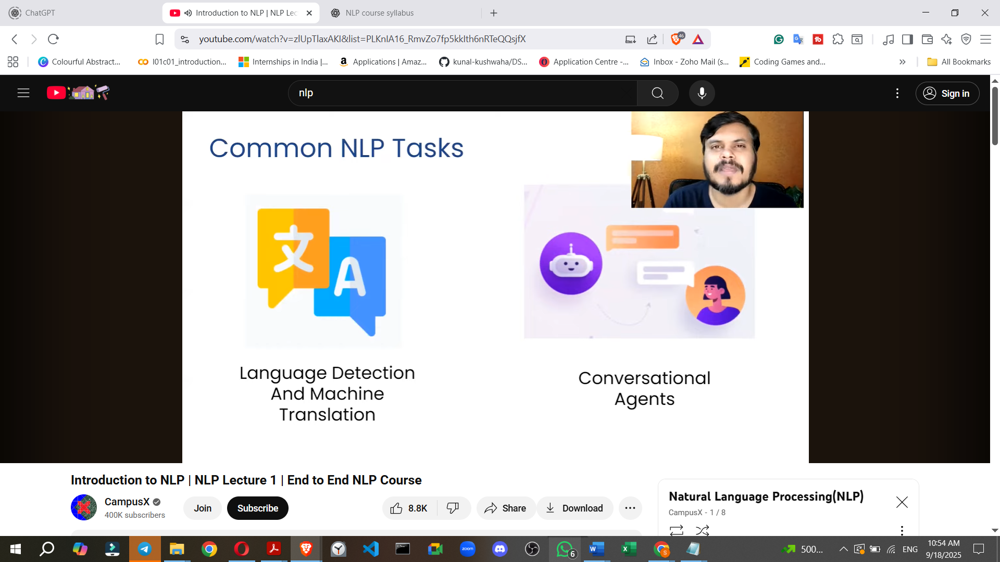 ChatGPT
Introduction to NLP | NLP Lec
NLP course syllabus
youtube.com/watch?v=zlUpTlaxAKI&list=PLKnIA16_RmvZo7fp5kkIth6nRTeQQsjfX
46
Colourful Abstract...
l01c01_introduction...
Internships in India |...
Applications | Amaz...
kunal-kushwaha/DS...
Application Centre -...
Inbox - Zoho Mail (s...
Coding Games and...
All Bookmarks
nlp
Sign in
Common NLP Tasks
文
A
Language Detection
And Machine
Translation
Conversational
Agents
Introduction to NLP | NLP Lecture 1 | End to End NLP Course
CampusX
400K subscribers
Join
Subscribe
8.8K
Share
Download
Natural Language Processing(NLP)
CampusX - 1 / 8
zoom
6
500...
ENG
10:54 AM
9/18/2025